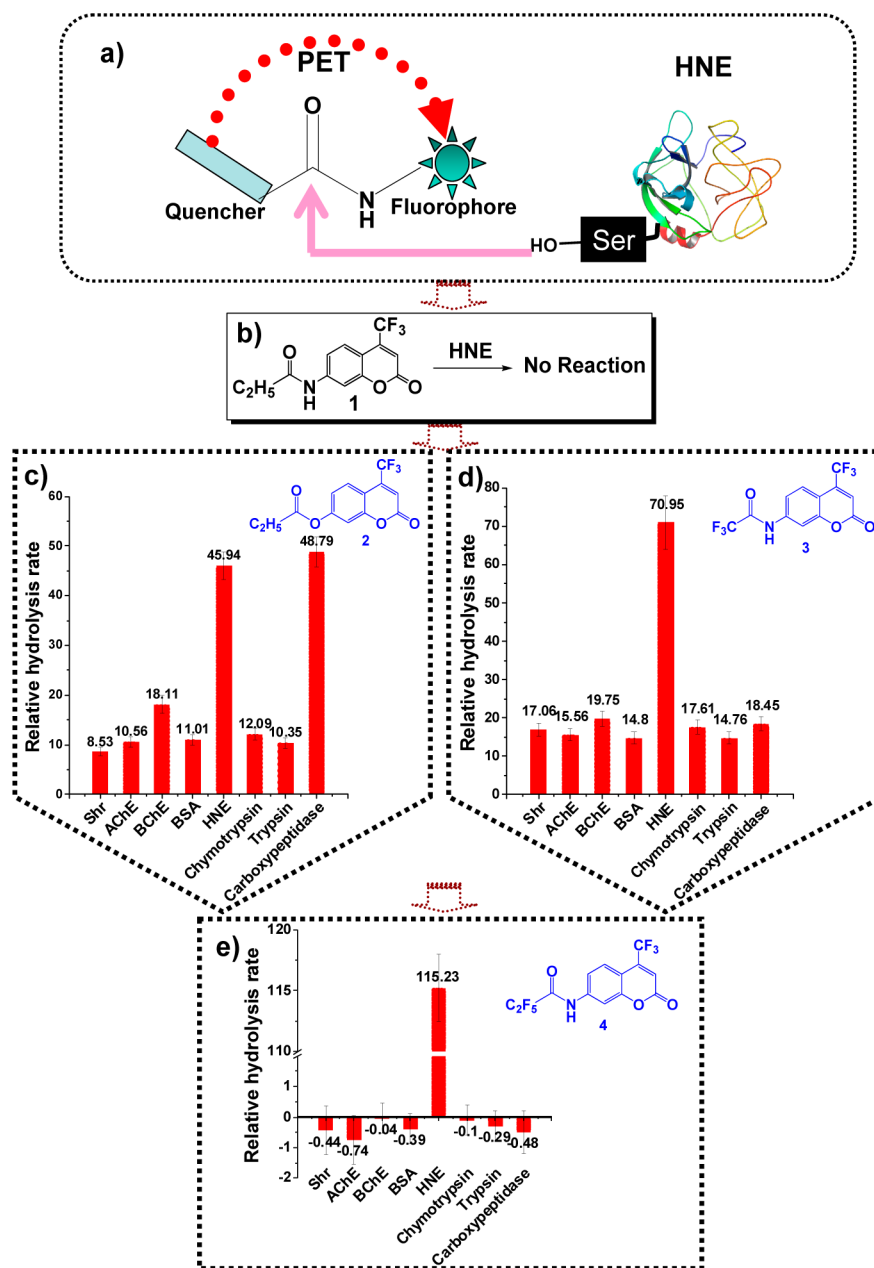 a)
PET
HNE
O
N
H
Quencher
Fluorophore
HO
Ser
b)
CF3
O
C2H5
N
H
O
O
1
HNE
No Reaction
c)
Relative hydrolysis rate
60
50
40
30
20
10
0
8.53
10.56
18.11
11.01
45.94
12.09
10.35
48.79
Shr
AChE
BChE
BSA
HNE
Chymotrypsin
Trypsin
Carboxypeptidase
CF3
O
C2H5
O
O
O
2
d)
Relative hydrolysis rate
80
70
60
50
40
30
20
10
0
17.06
15.56
19.75
14.8
70.95
17.61
14.76
18.45
Shr
AChE
BChE
BSA
HNE
Chymotrypsin
Trypsin
Carboxypeptidase
CF3
O
F3C
N
H
O
O
3
e)
Relative hydrolysis rate
120
115
110
1
0
-1
-2
-0.44
-0.74
-0.04
-0.39
115.23
-0.1
-0.29
-0.48
Shr
AChE
BChE
BSA
HNE
Chymotrypsin
Trypsin
Carboxypeptidase
CF3
O
C2F5
N
H
O
O
4